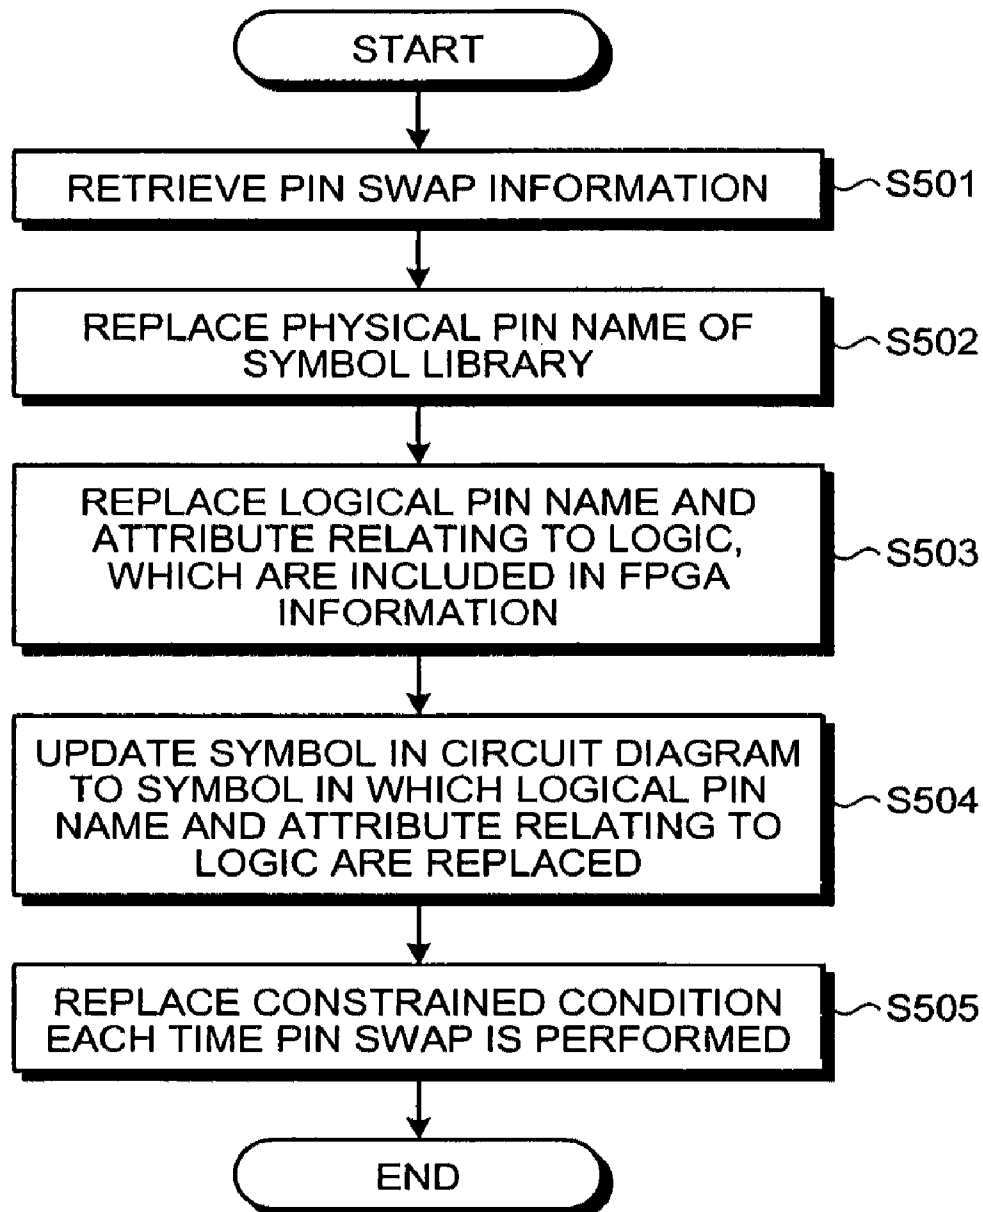 START
RETRIEVE PIN SWAP INFORMATION
S501
REPLACE PHYSICAL PIN NAME OF
SYMBOL LIBRARY
S502
REPLACE LOGICAL PIN NAME AND
ATTRIBUTE RELATING TO LOGIC,
WHICH ARE INCLUDED IN FPGA
INFORMATION
S503
UPDATE SYMBOL IN CIRCUIT DIAGRAM
TO SYMBOL IN WHICH LOGICAL PIN
NAME AND ATTRIBUTE RELATING TO
LOGIC ARE REPLACED
S504
REPLACE CONSTRAINED CONDITION
EACH TIME PIN SWAP IS PERFORMED
S505
END